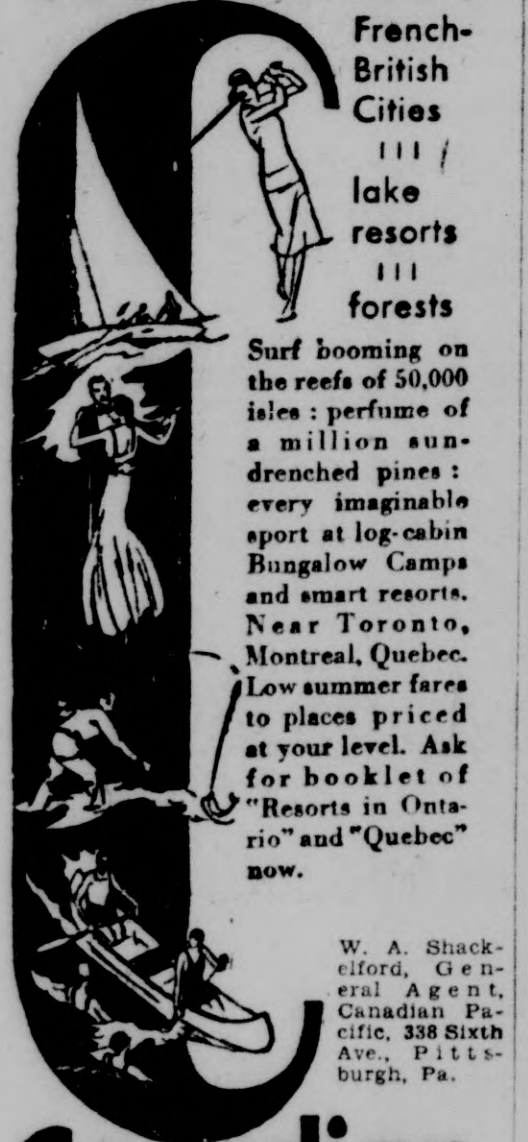 French-
British
Cities
lake
resorts
forests
Surf booming on
the reefs of 50,000
isles : perfume of
a million sun-
drenched pines :
every imaginable
sport at log-cabin
Bungalow Camps
and smart resorts.
Near Toronto,
Montreal, Quebec.
Low summer fares
to places priced
at your level. Ask
for booklet of
"Resorts in Onta-
rio" and "Quebec"
now.
W. A. Shack-
elford, Gen-
eral Agent,
Canadian Pa-
cific, 338 Sixth
Ave., Pitts-
burgh, Pa.